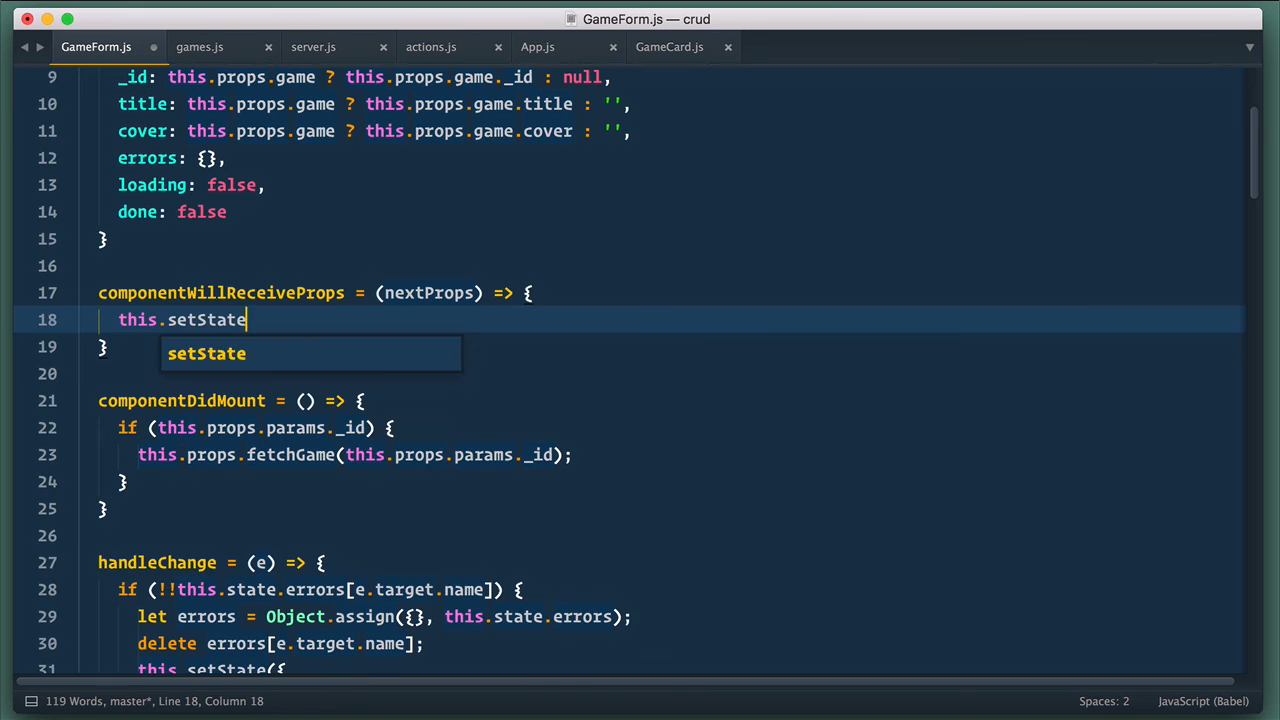 GameForm.js — crud
GameForm.js games.js server.js actions.js App.js GameCard.js
9 _id: this.props.game ? this.props.game._id : null,
10 title: this.props.game ? this.props.game.title : '',
11 cover: this.props.game ? this.props.game.cover : '',
12 errors: {},
13 loading: false,
14 done: false
15 }
16
17 componentWillReceiveProps = (nextProps) => {
18 this.setState
19 }
setState
20
21 componentDidMount = () => {
22 if (this.props.params._id) {
23 this.props.fetchGame(this.props.params._id);
24 }
25 }
26
27 handleChange = (e) => {
28 if (!!this.state.errors[e.target.name]) {
29 let errors = Object.assign({}, this.state.errors);
30 delete errors[e.target.name];
31 this.setState({
119 Words, master*, Line 18, Column 18 Spaces: 2 JavaScript (Babel)